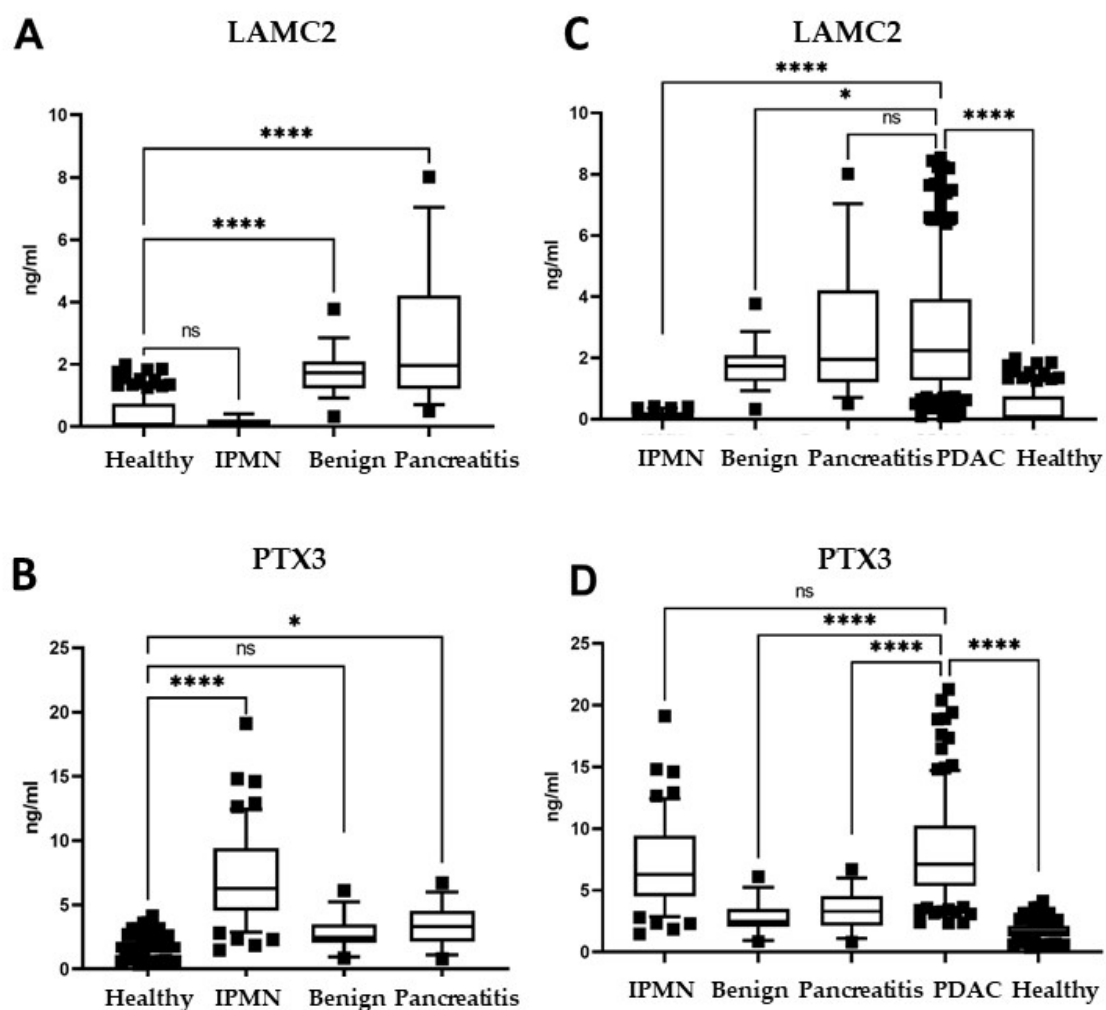 A
LAMC2
ng/ml
10
8
6
4
2
0
****
****
ns
Healthy IPMN Benign Pancreatitis
C
LAMC2
ng/ml
10
8
6
4
2
0
****
*
ns
****
IPMN Benign Pancreatitis PDAC Healthy
B
PTX3
ng/ml
25
20
15
10
5
0
*
ns
****
Healthy IPMN Benign Pancreatitis
D
PTX3
ng/ml
25
20
15
10
5
0
ns
****
****
****
IPMN Benign Pancreatitis PDAC Healthy